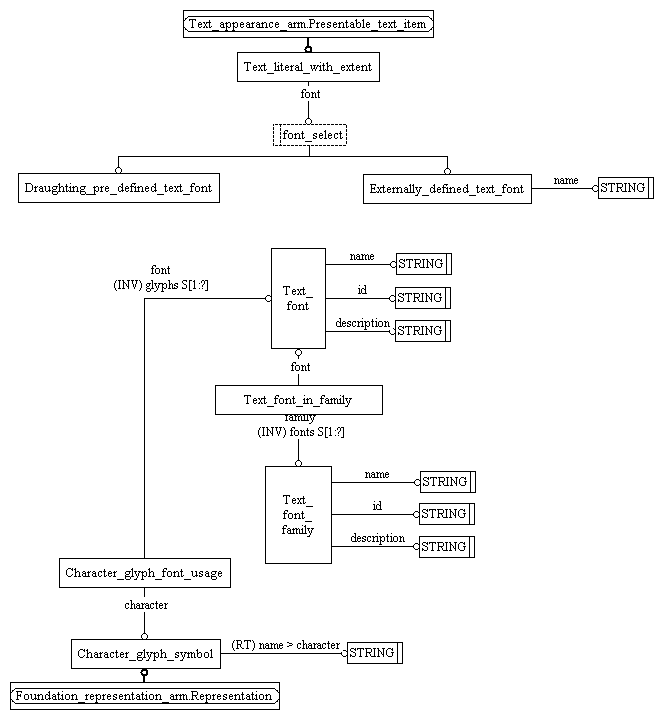 Text_appearance_arm.Presentable_text_item
Text_literal_with_extent
font
font_select
Draughting_pre_defined_text_font
Externally_defined_text_font
name
STRING
font
(INV) glyphs S[1:?]
Text_
font
name
STRING
id
STRING
description
STRING
font
Text_font_in_family
family
(INV) fonts S[1:?]
Text_
font_
family
name
STRING
id
STRING
description
STRING
Character_glyph_font_usage
character
Character_glyph_symbol
(RT) name > character
STRING
Foundation_representation_arm.Representation